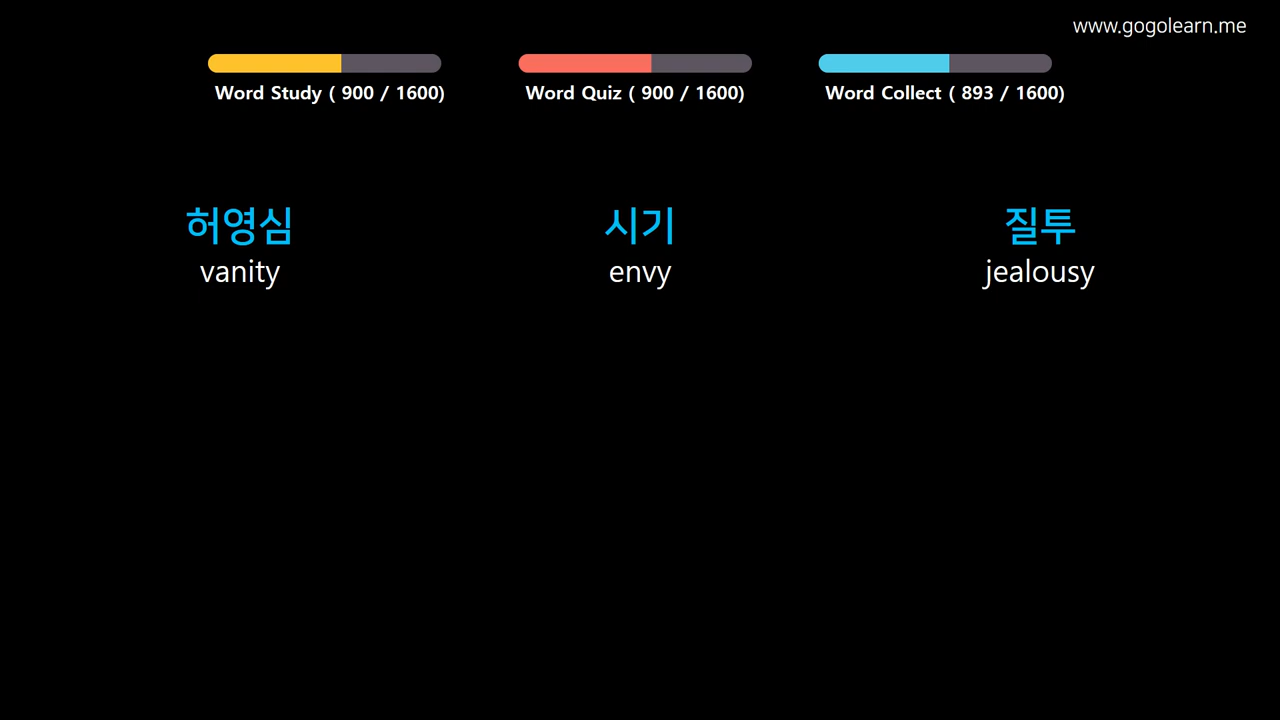 www.gogolearn.me
Word Study ( 900 / 1600)
Word Quiz ( 900 / 1600)
Word Collect ( 893 / 1600)
허영심
vanity
시기
envy
질투
jealousy